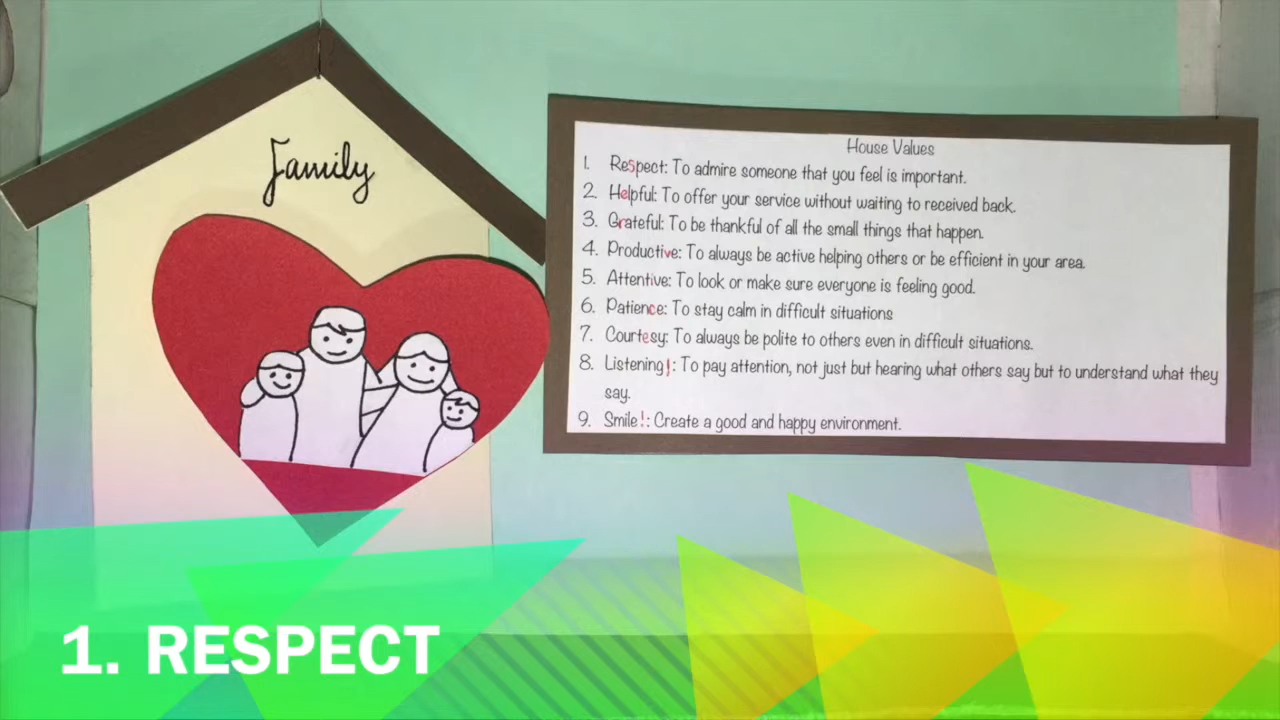 Family
House Values
1. Respect: To admire someone that you feel is important.
2. Helpful: To offer your service without waiting to received back.
3. Grateful: To be thankful of all the small things that happen.
4. Productive: To always be active helping others or be efficient in your area.
5. Attentive: To look or make sure everyone is feeling good.
6. Patience: To stay calm in difficult situations
7. Courtesy: To always be polite to others even in difficult situations.
8. Listening!: To pay attention, not just but hearing what others say but to understand what they
say.
9. Smile!: Create a good and happy environment.
1. RESPECT